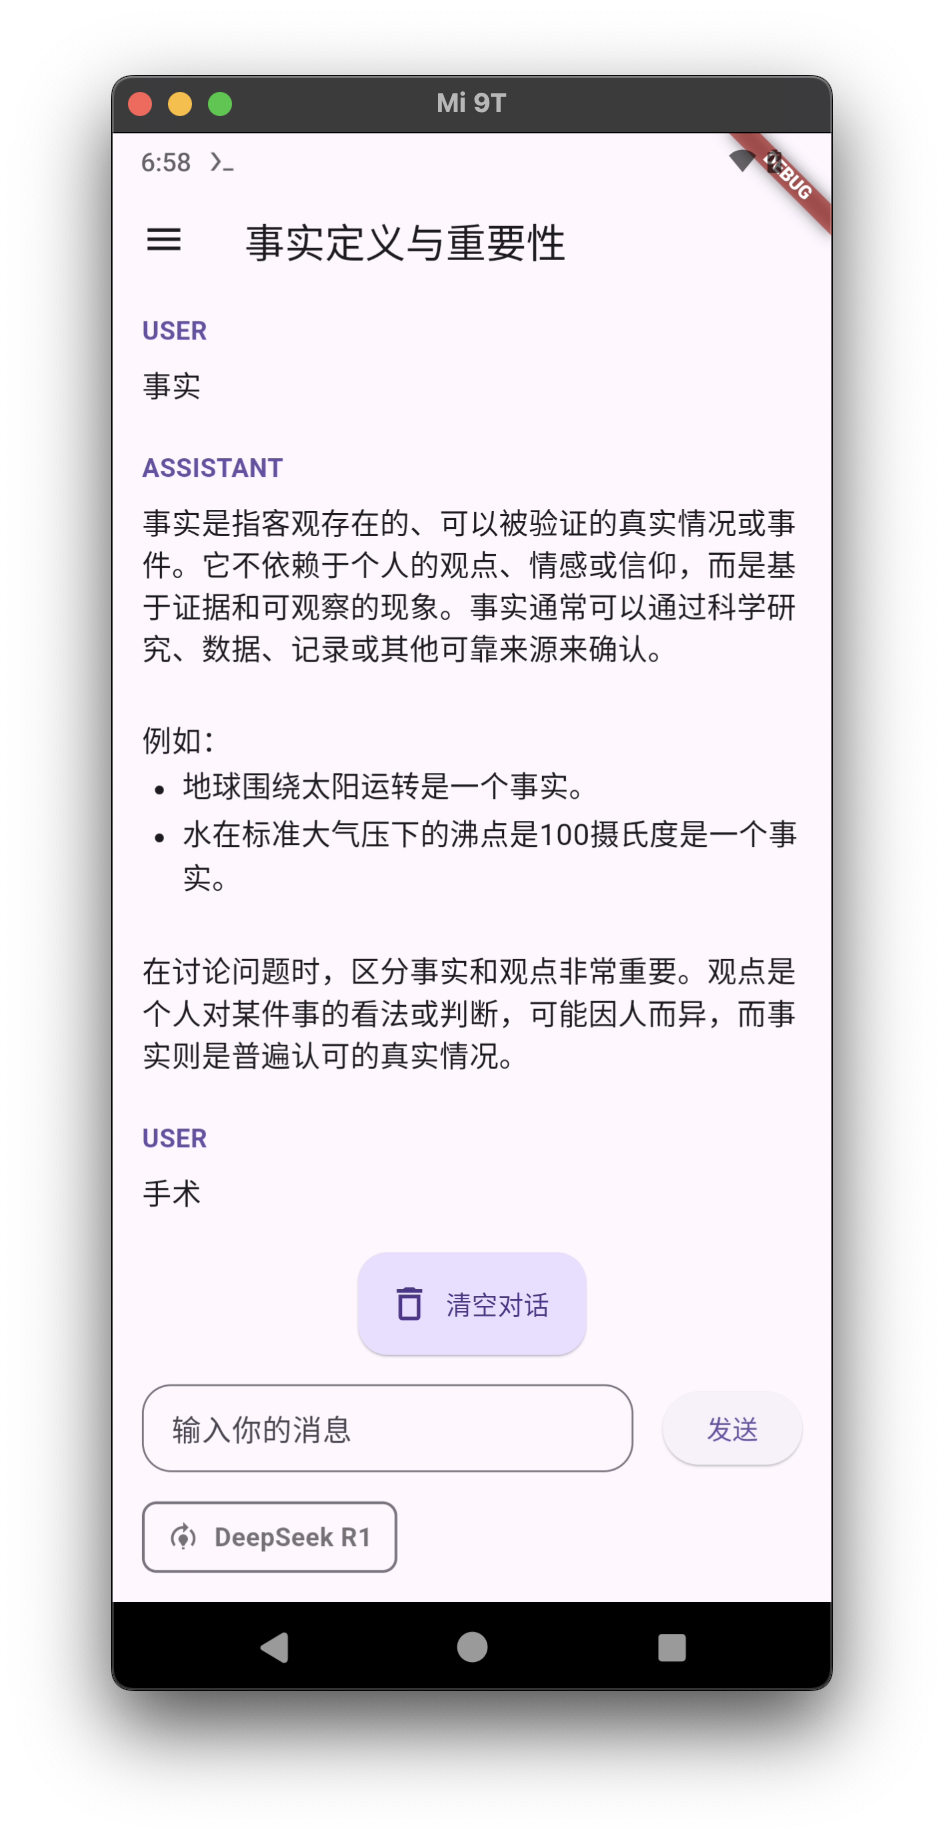 Mi 9T
6:58
DEBUG
事实定义与重要性
USER
事实
ASSISTANT
事实是指客观存在的、可以被验证的真实情况或事
件。它不依赖于个人的观点、情感或信仰，而是基
于证据和可观察的现象。事实通常可以通过科学研
究、数据、记录或其他可靠来源来确认。
例如：
• 地球围绕太阳运转是一个事实。
• 水在标准大气压下的沸点是100摄氏度是一个事
实。
在讨论问题时，区分事实和观点非常重要。观点是
个人对某件事的看法或判断，可能因人而异，而事
实则是普遍认可的真实情况。
USER
手术
清空对话
输入你的消息
发送
DeepSeek R1